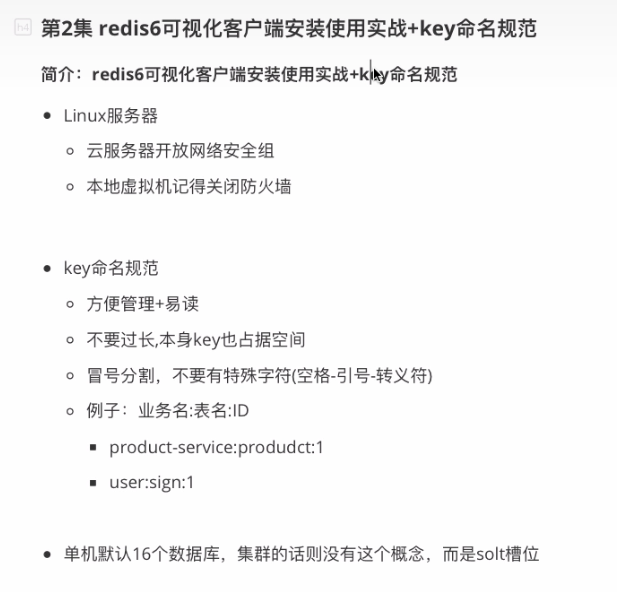 h4 第2集 redis6可视化客户端安装使用实战+key命名规范
简介：redis6可视化客户端安装使用实战+key命名规范
Linux服务器
云服务器开放网络安全组
本地虚拟机记得关闭防火墙
key命名规范
方便管理+易读
不要过长,本身key也占据空间
冒号分割，不要有特殊字符(空格-引号-转义符)
例子：业务名:表名:ID
product-service:produdct:1
user:sign:1
单机默认16个数据库，集群的话则没有这个概念，而是solt槽位